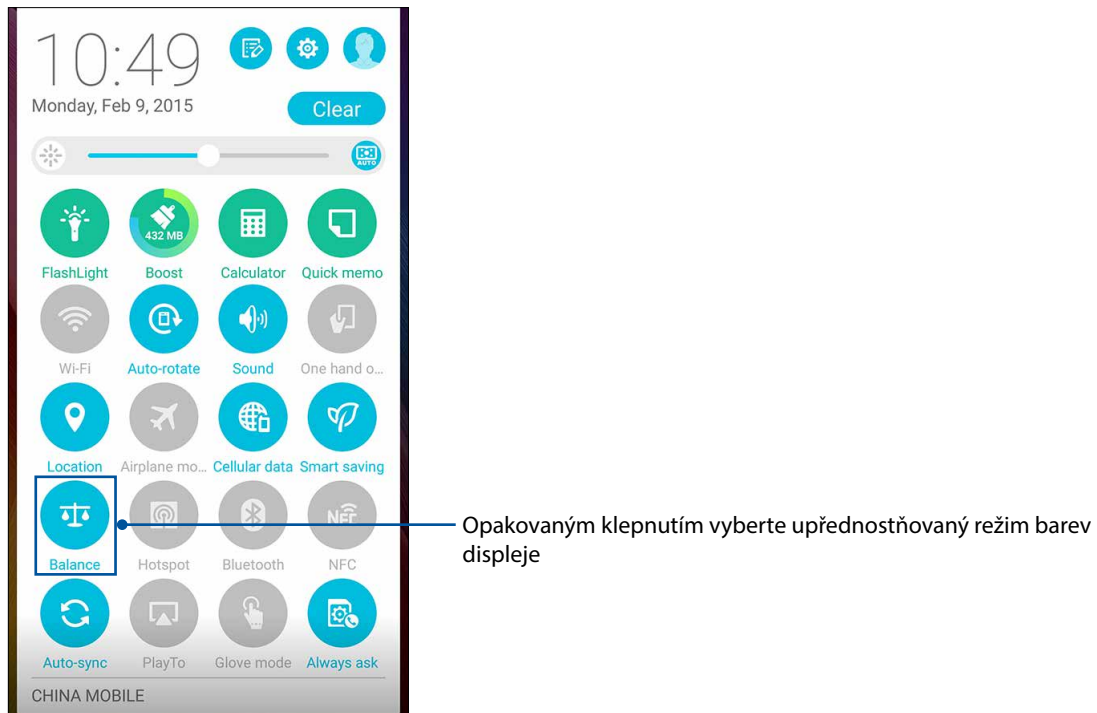 10:49
Monday, Feb 9, 2015
Clear
AUTO
432 MB
FlashLight Boost Calculator Quick memo
Wi-Fi Auto-rotate Sound One hand o...
Location Airplane mo... Cellular data Smart saving
NFC
Balance Hotspot Bluetooth NFC
Auto-sync PlayTo Glove mode Always ask
CHINA MOBILE
Opakovaným klepnutím vyberte upřednostňovaný režim barev
displeje